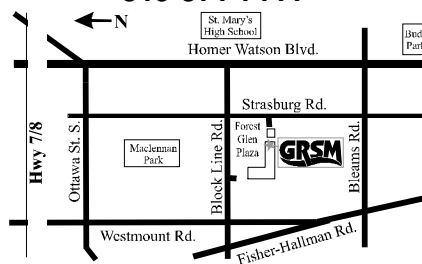 N
St. Mary's
High School
Homer Watson Blvd.
Strasburg Rd.
Hwy 7/8
Ottawa St. S.
Maclennan
Park
Block Line Rd.
Forest
Glen
Plaza
GRSM
Bleams Rd.
Westmount Rd.
Fisher-Hallman Rd.